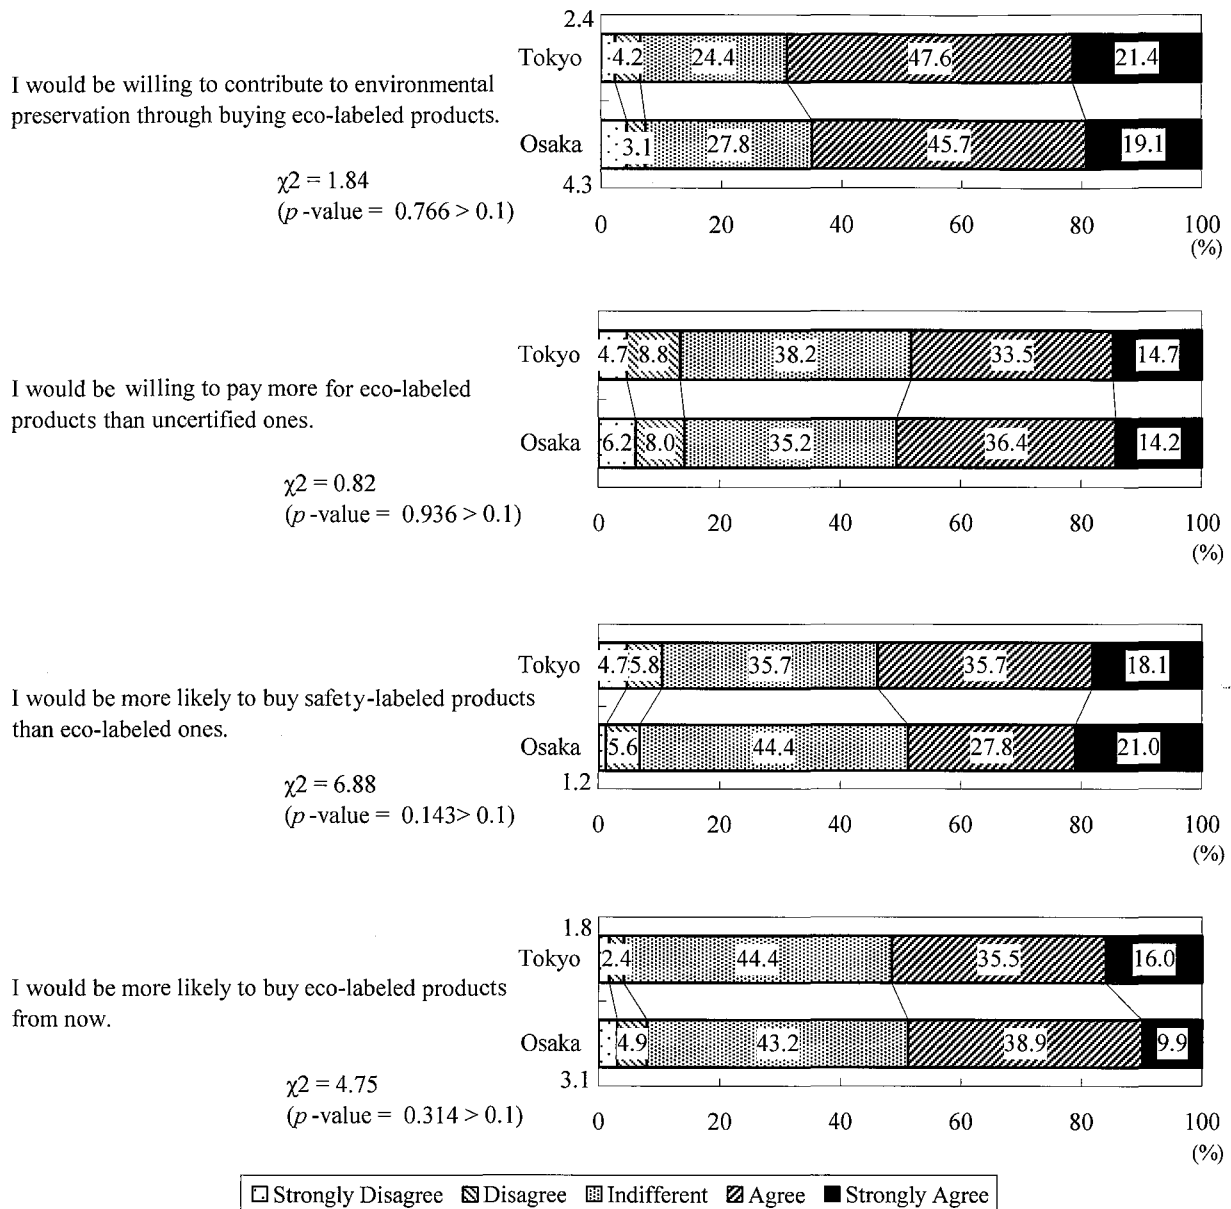 2.4
Tokyo 4.2 24.4 47.6 21.4
I would be willing to contribute to environmental
preservation through buying eco-labeled products.
Osaka 3.1 27.8 45.7 19.1
4.3
χ2 = 1.84
(p -value = 0.766 > 0.1)
0 20 40 60 80 100
(%)
Tokyo 4.7 8.8 38.2 33.5 14.7
I would be willing to pay more for eco-labeled
products than uncertified ones.
Osaka 6.2 8.0 35.2 36.4 14.2
χ2 = 0.82
(p -value = 0.936 > 0.1)
0 20 40 60 80 100
(%)
Tokyo 4.7 5.8 35.7 35.7 18.1
I would be more likely to buy safety-labeled products
than eco-labeled ones.
Osaka 5.6 44.4 27.8 21.0
1.2
χ2 = 6.88
(p -value = 0.143> 0.1)
0 20 40 60 80 100
(%)
1.8
Tokyo 2.4 44.4 35.5 16.0
I would be more likely to buy eco-labeled products
from now.
Osaka 4.9 43.2 38.9 9.9
3.1
χ2 = 4.75
(p -value = 0.314 > 0.1)
0 20 40 60 80 100
(%)
Strongly Disagree Disagree Indifferent Agree Strongly Agree